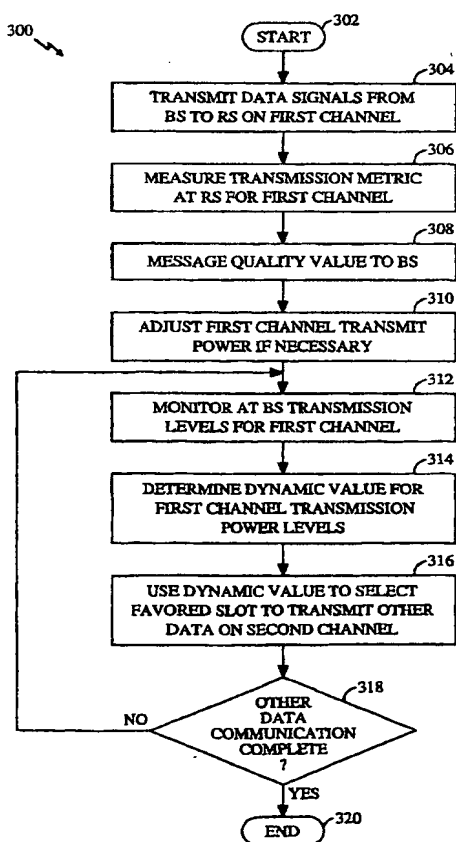 300
302
START
304
TRANSMIT DATA SIGNALS FROM
BS TO RS ON FIRST CHANNEL
306
MEASURE TRANSMISSION METRIC
AT RS FOR FIRST CHANNEL
308
MESSAGE QUALITY VALUE TO BS
310
ADJUST FIRST CHANNEL TRANSMIT
POWER IF NECESSARY
312
MONITOR AT BS TRANSMISSION
LEVELS FOR FIRST CHANNEL
314
DETERMINE DYNAMIC VALUE FOR
FIRST CHANNEL TRANSMISSION
POWER LEVELS
316
USE DYNAMIC VALUE TO SELECT
FAVORED SLOT TO TRANSMIT OTHER
DATA ON SECOND CHANNEL
318
OTHER
DATA
COMMUNICATION
COMPLETE
?
NO
YES
END
320